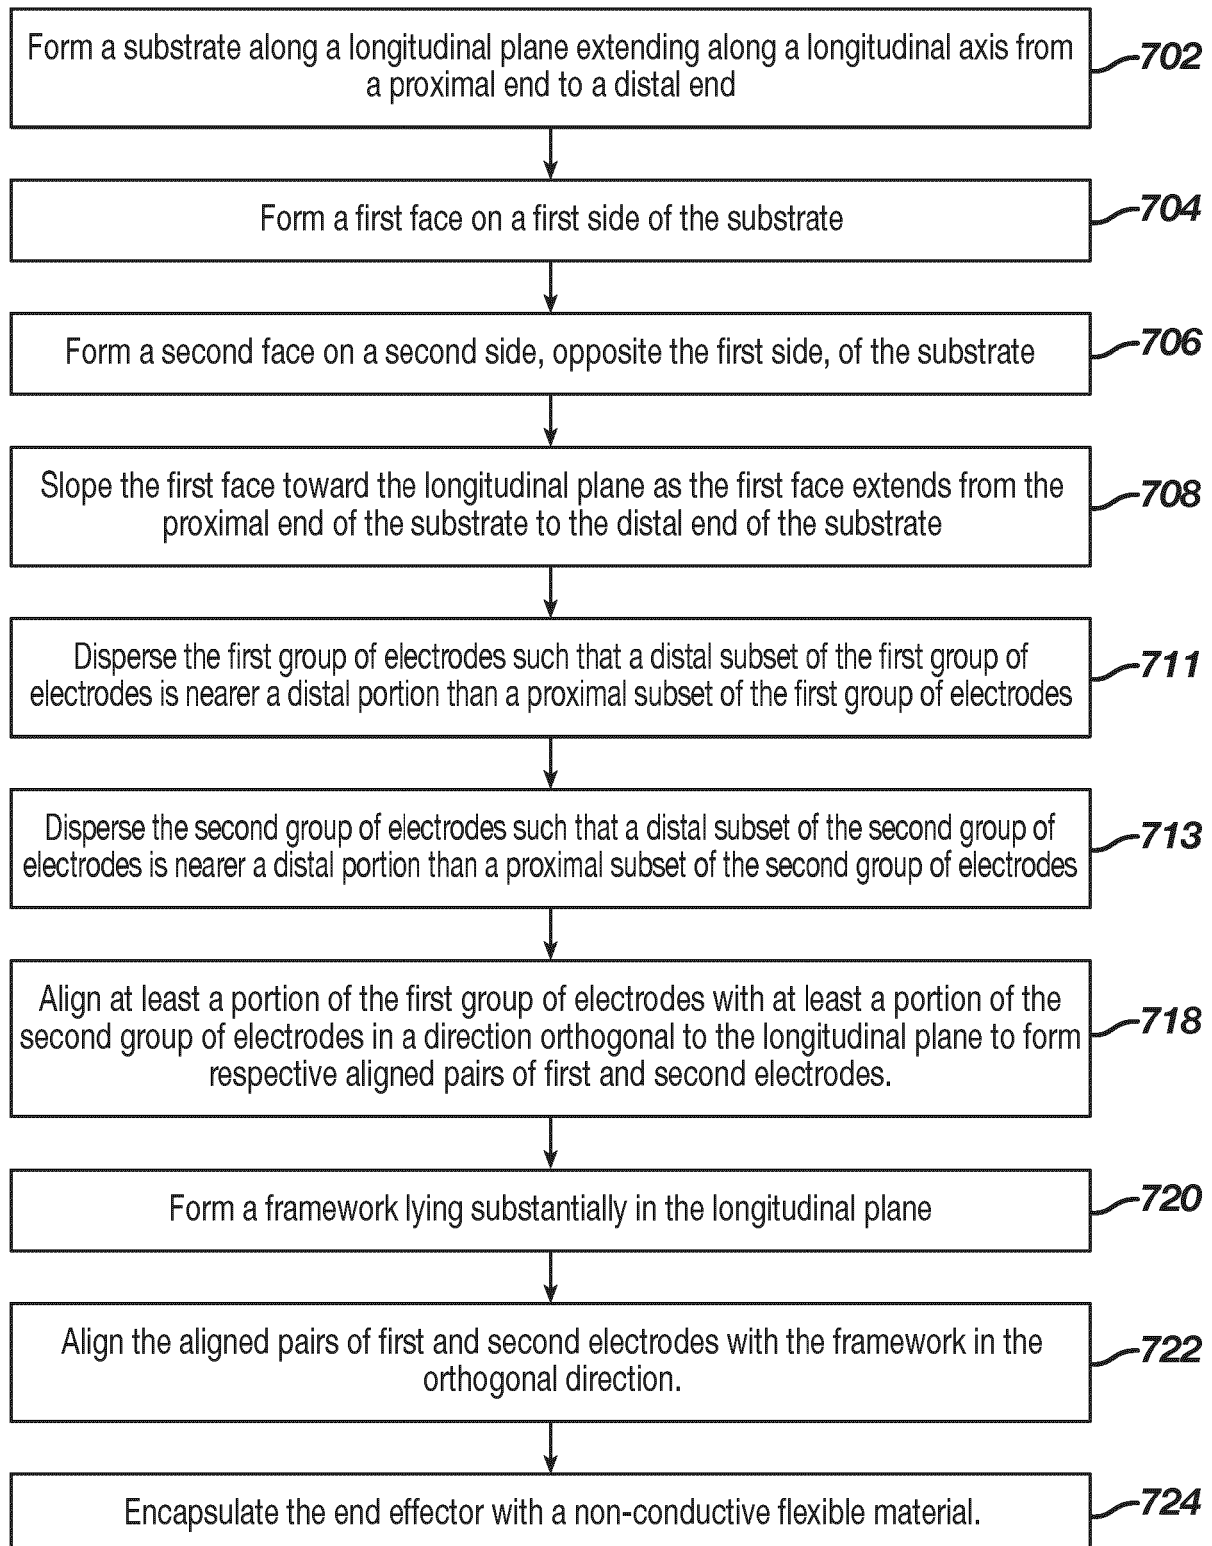 Form a substrate along a longitudinal plane extending along a longitudinal axis from
a proximal end to a distal end
702
Form a first face on a first side of the substrate
704
Form a second face on a second side, opposite the first side, of the substrate
706
Slope the first face toward the longitudinal plane as the first face extends from the
proximal end of the substrate to the distal end of the substrate
708
Disperse the first group of electrodes such that a distal subset of the first group of
electrodes is nearer a distal portion than a proximal subset of the first group of electrodes
711
Disperse the second group of electrodes such that a distal subset of the second group of
electrodes is nearer a distal portion than a proximal subset of the second group of electrodes
713
Align at least a portion of the first group of electrodes with at least a portion of the
second group of electrodes in a direction orthogonal to the longitudinal plane to form
respective aligned pairs of first and second electrodes.
718
Form a framework lying substantially in the longitudinal plane
720
Align the aligned pairs of first and second electrodes with the framework in the
orthogonal direction.
722
Encapsulate the end effector with a non-conductive flexible material.
724